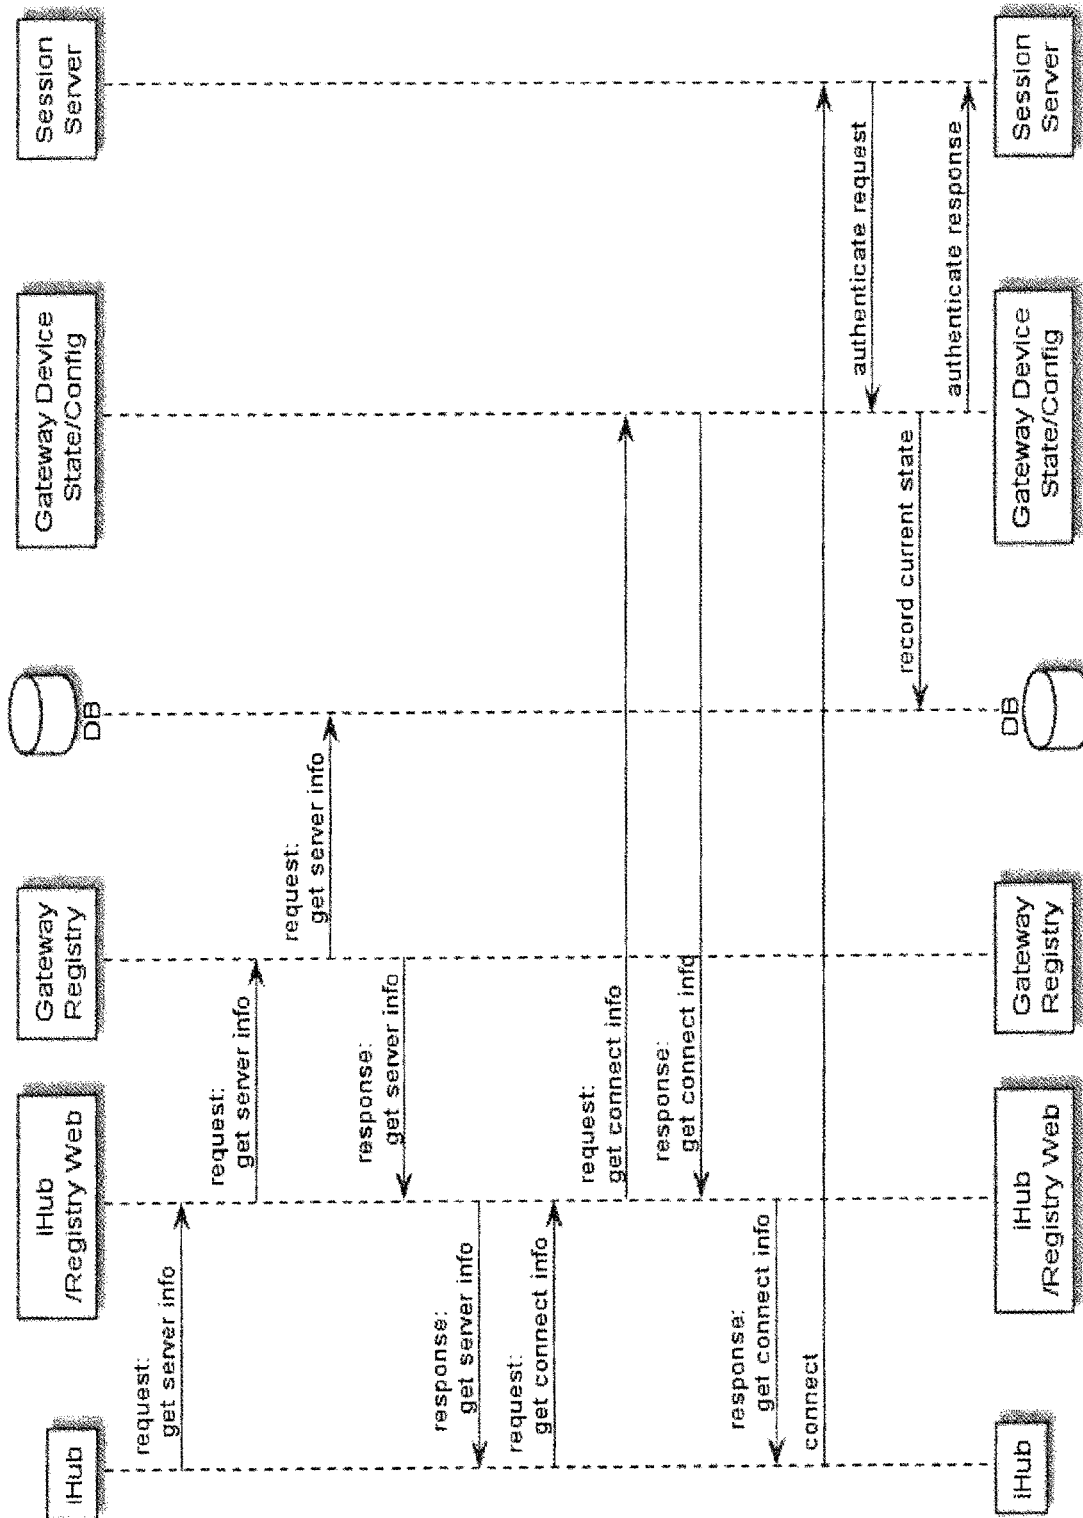 iHub
iHub
/Registry Web
Gateway
Registry
DB
Gateway Device
State/Config
Session
Server
request:
get server info
request:
get server info
request:
get server info
response:
get server info
response:
get server info
request:
get connect info
request:
get connect info
response:
get connect info
response:
get connect info
connect
authenticate request
record current state
authenticate response
iHub
iHub
/Registry Web
Gateway
Registry
DB
Gateway Device
State/Config
Session
Server